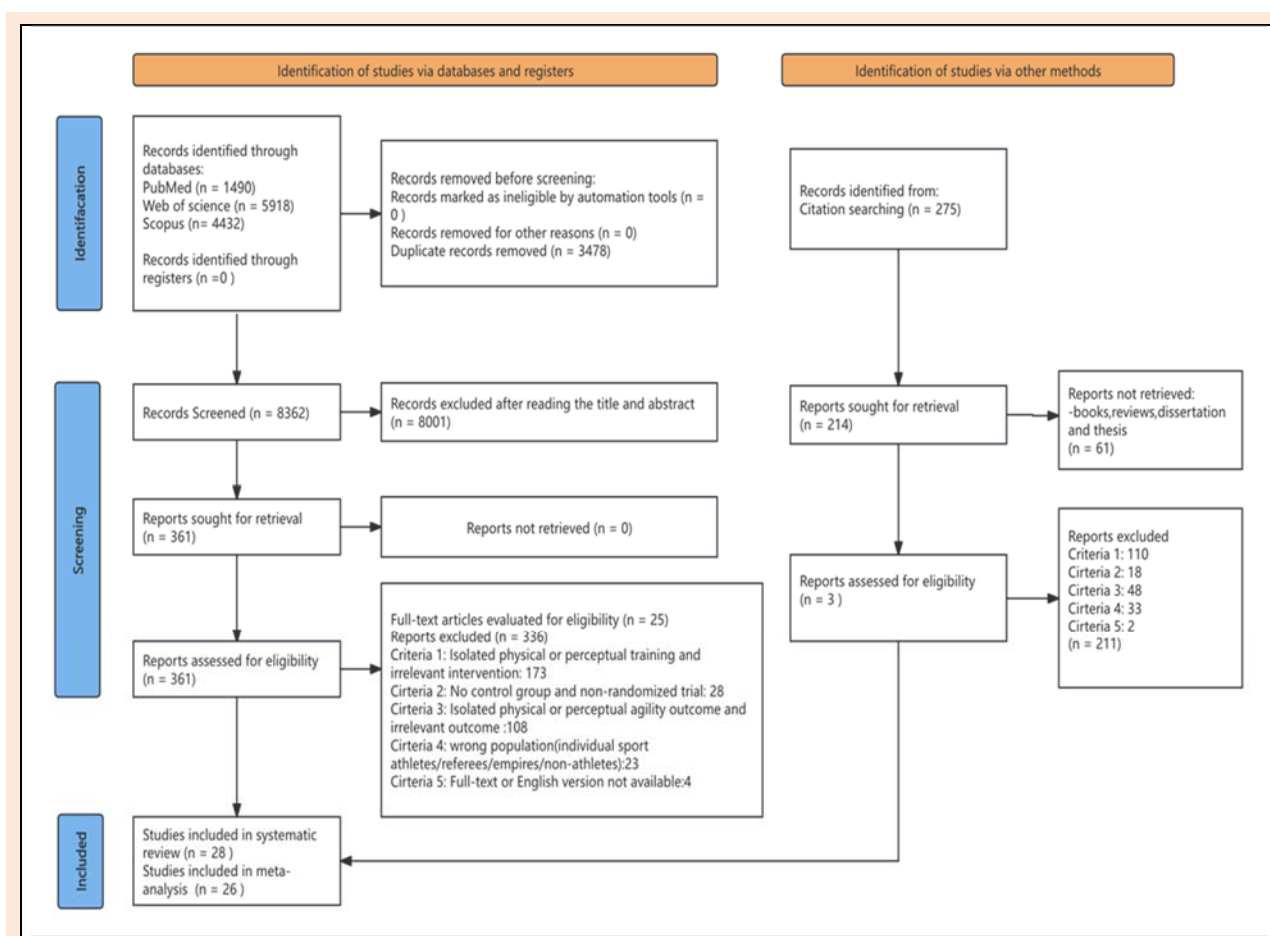 Identification of studies via databases and registers
Identification of studies via other methods
Identifacation
Records identified through
databases:
PubMed (n = 1490)
Web of science (n = 5918)
Scopus (n= 4432)
Records identified through
registers (n =0 )
Records removed before screening:
Records marked as ineligible by automation tools (n =
0 )
Records removed for other reasons (n = 0)
Duplicate records removed (n = 3478)
Records identified from:
Citation searching (n = 275)
Screening
Records Screened (n = 8362)
Records excluded after reading the title and abstract
(n = 8001)
Reports sought for retrieval
(n = 214)
Reports not retrieved:
-books,reviews,dissertation
and thesis
(n = 61)
Reports sought for retrieval
(n = 361)
Reports not retrieved (n = 0)
Reports assessed for eligibility
(n = 3 )
Reports excluded
Criteria 1: 110
Cirteria 2: 18
Cirteria 3: 48
Cirteria 4: 33
Cirteria 5: 2
(n = 211)
Reports assessed for eligibility
(n = 361)
Full-text articles evaluated for eligibility (n = 25)
Reports excluded (n = 336)
Criteria 1: Isolated physical or perceptual training and
irrelevant intervention: 173
Cirteria 2: No control group and non-randomized trial: 28
Cirteria 3: Isolated physical or perceptual agility outcome and
irrelevant outcome :108
Cirteria 4: wrong population(individual sport
athletes/referees/empires/non-athletes):23
Cirteria 5: Full-text or English version not available:4
Included
Studies included in systematic
review (n = 28 )
Studies included in meta-
analysis (n = 26 )